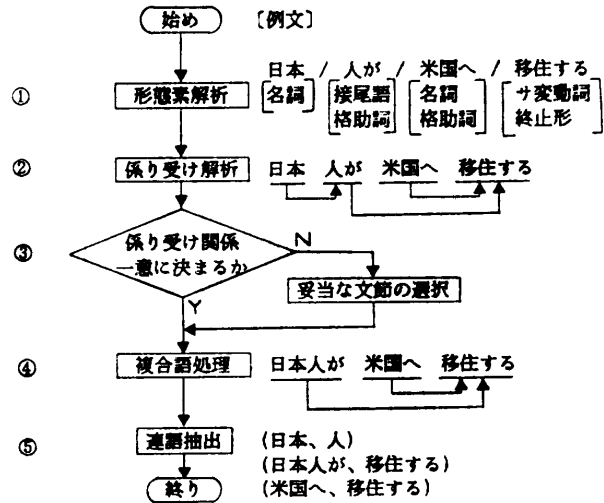 始め 〔例文〕
日本 / 人が / 米国へ / 移住する
① 形態素解析 [名詞] [接尾語 格助詞] [名詞 格助詞] [サ変動詞 終止形]
② 係り受け解析 日本 人が 米国へ 移住する
③ 係り受け関係
一意に決まるか
N
妥当な文節の選択
Y
④ 複合語処理 日本人が 米国へ 移住する
⑤ 連語抽出 (日本、人)
(日本人が、移住する)
終り (米国へ、移住する)